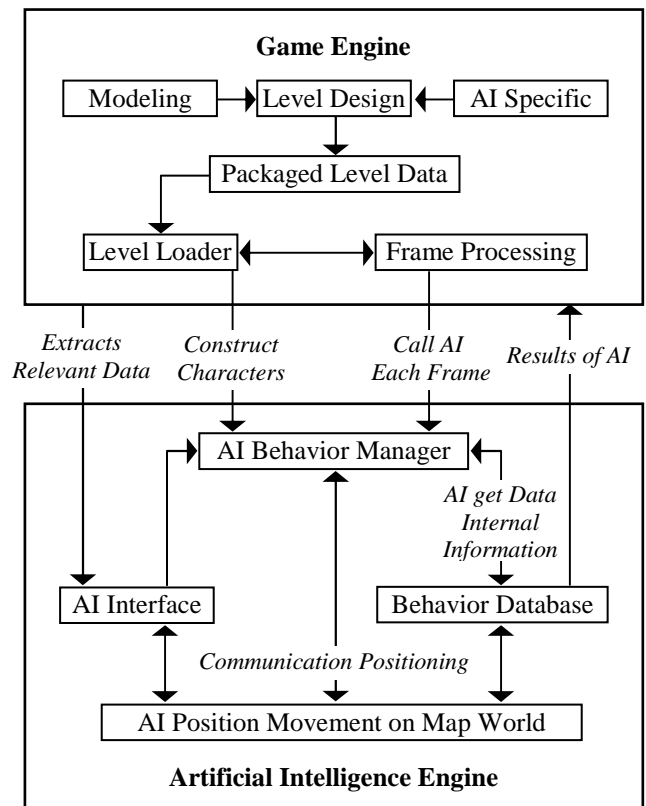 Game Engine
Modeling
Level Design
AI Specific
Packaged Level Data
Level Loader
Frame Processing
Extracts
Relevant Data
Construct
Characters
Call AI
Each Frame
Results of AI
AI Behavior Manager
AI get Data
Internal
Information
AI Interface
Behavior Database
Communication Positioning
AI Position Movement on Map World
Artificial Intelligence Engine